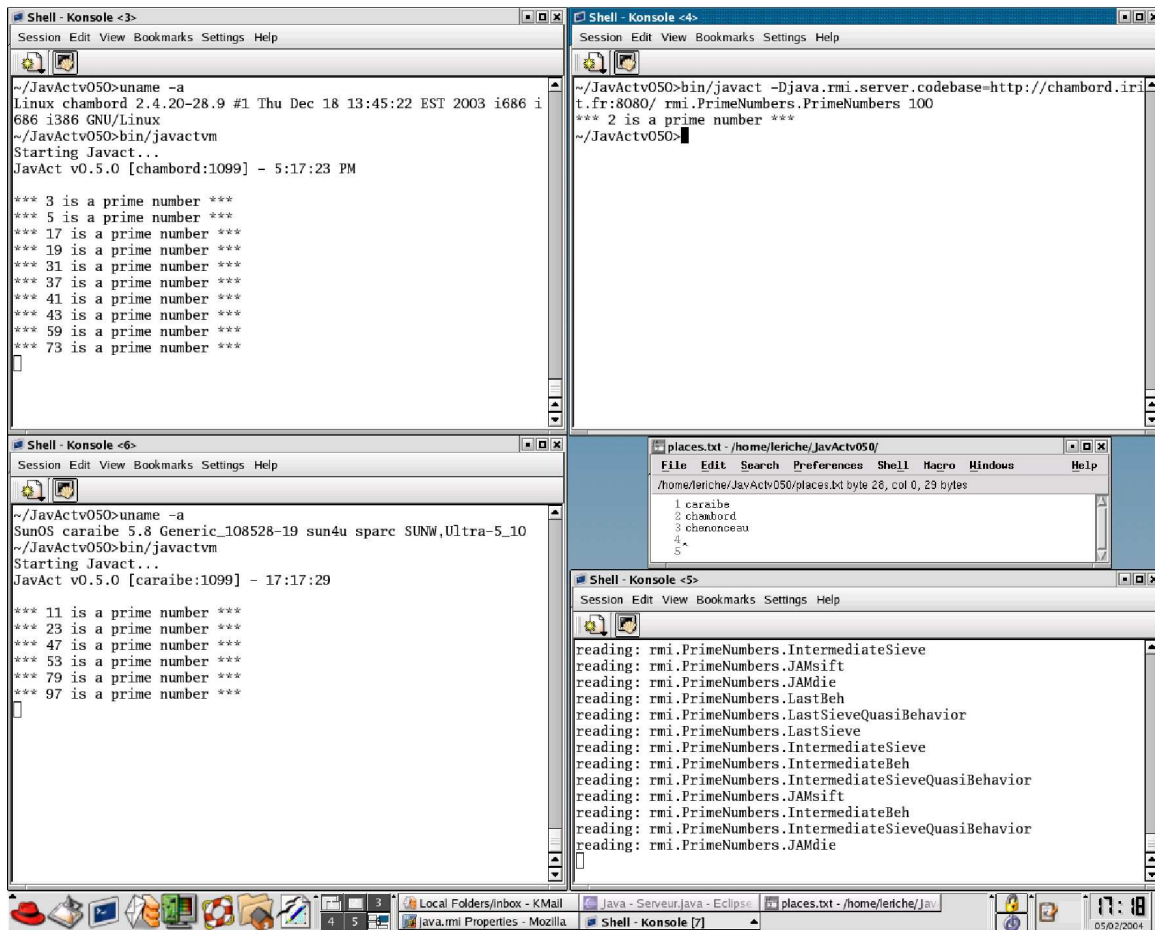 Shell - Konsole <3>
Session Edit View Bookmarks Settings Help
~/JavActv050>uname -a
Linux chambord 2.4.20-28.9 #1 Thu Dec 18 13:45:22 EST 2003 i686 i
686 i386 GNU/Linux
~/JavActv050>bin/javactvm
Starting Javact...
JavAct v0.5.0 [chambord:1099] - 5:17:23 PM
*** 3 is a prime number ***
*** 5 is a prime number ***
*** 17 is a prime number ***
*** 19 is a prime number ***
*** 31 is a prime number ***
*** 37 is a prime number ***
*** 41 is a prime number ***
*** 43 is a prime number ***
*** 59 is a prime number ***
*** 73 is a prime number ***
Shell - Konsole <4>
Session Edit View Bookmarks Settings Help
~/JavActv050>bin/javact -Djava.rmi.server.codebase=http://chambord.iri
t.fr:8080/ rmi.PrimeNumbers.PrimeNumbers 100
*** 2 is a prime number ***
~/JavActv050>
Shell - Konsole <6>
Session Edit View Bookmarks Settings Help
~/JavActv050>uname -a
SunOS caraibe 5.8 Generic_108528-19 sun4u sparc SUNW,Ultra-5_10
~/JavActv050>bin/javactvm
Starting Javact...
JavAct v0.5.0 [caraibe:1099] - 17:17:29
*** 11 is a prime number ***
*** 23 is a prime number ***
*** 47 is a prime number ***
*** 53 is a prime number ***
*** 79 is a prime number ***
*** 97 is a prime number ***
places.txt - /home/leriche/JavActv050/
File Edit Search Preferences Shell Macro Windows Help
/home/leriche/JavActv050/places.txt byte 28, col 0, 29 bytes
1 caraibe
2 chambord
3 chenonceau
4
5
Shell - Konsole <5>
Session Edit View Bookmarks Settings Help
reading: rmi.PrimeNumbers.IntermediateSieve
reading: rmi.PrimeNumbers.JAMsift
reading: rmi.PrimeNumbers.JAMdie
reading: rmi.PrimeNumbers.LastBeh
reading: rmi.PrimeNumbers.LastSieveQuasiBehavior
reading: rmi.PrimeNumbers.LastSieve
reading: rmi.PrimeNumbers.IntermediateSieve
reading: rmi.PrimeNumbers.IntermediateBeh
reading: rmi.PrimeNumbers.IntermediateSieveQuasiBehavior
reading: rmi.PrimeNumbers.JAMsift
reading: rmi.PrimeNumbers.IntermediateBeh
reading: rmi.PrimeNumbers.IntermediateSieveQuasiBehavior
reading: rmi.PrimeNumbers.JAMdie
3
4 5
Local Folders/inbox - KMail
Java - Serveur.java - Eclipse
places.txt - /home/leriche/Jav
java.rmi Properties - Mozilla
Shell - Konsole [7]
17:18
05/02/2004